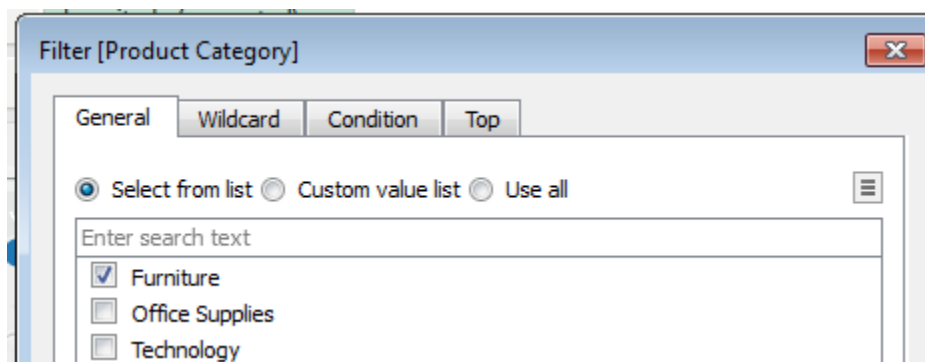 Filter [Product Category]
General Wildcard Condition Top
Select from list Custom value list Use all
Enter search text
Furniture
Office Supplies
Technology